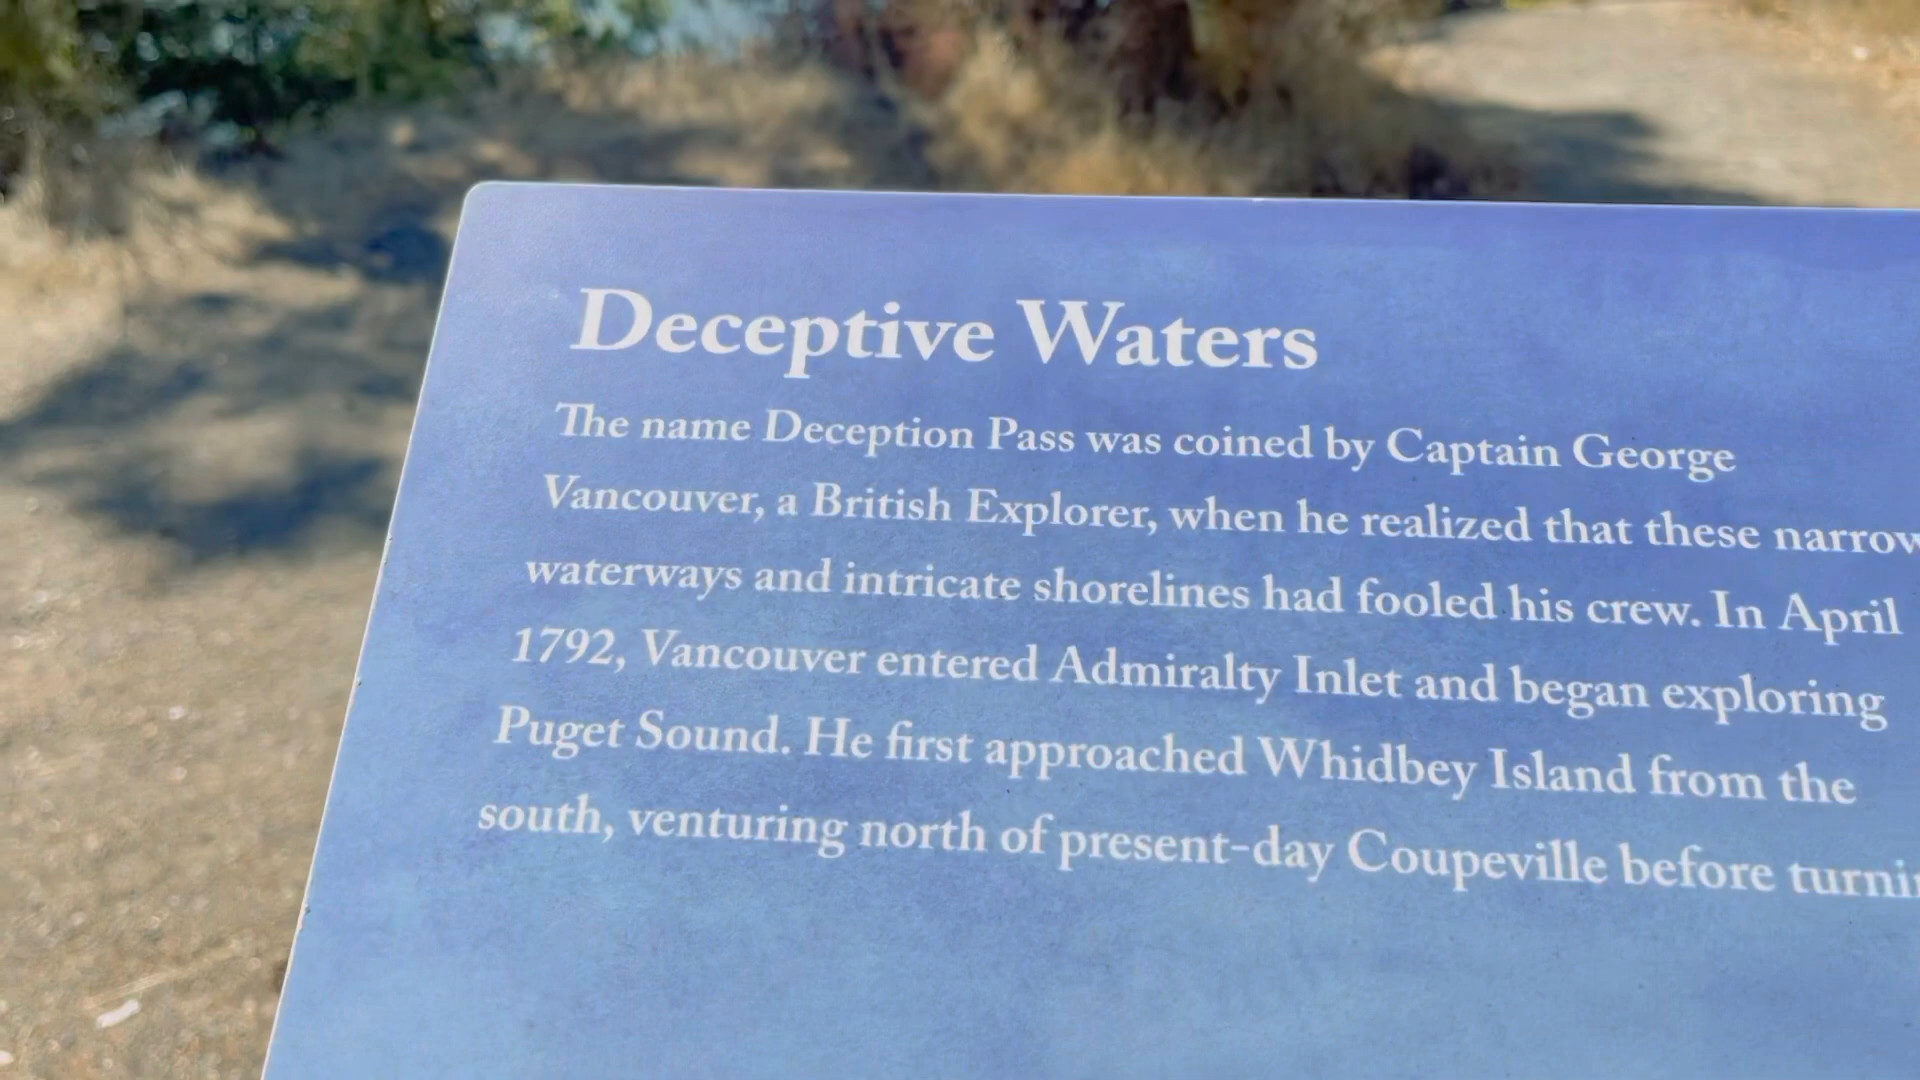 Deceptive Waters
The name Deception Pass was coined by Captain George
Vancouver, a British Explorer, when he realized that these narrow
waterways and intricate shorelines had fooled his crew. In April
1792, Vancouver entered Admiralty Inlet and began exploring
Puget Sound. He first approached Whidbey Island from the
south, venturing north of present-day Coupeville before